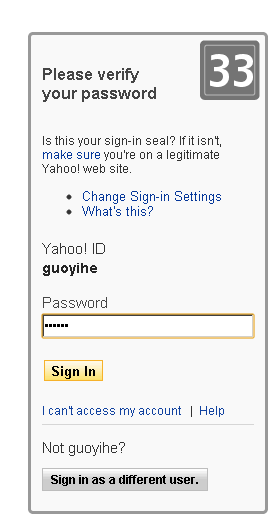 33
Please verify
your password
Is this your sign-in seal? If it isn't,
make sure you're on a legitimate
Yahoo! web site.
• Change Sign-in Settings
• What's this?
Yahoo! ID
guoyihe
Password
••••••
Sign In
I can't access my account | Help
Not guoyihe?
Sign in as a different user.